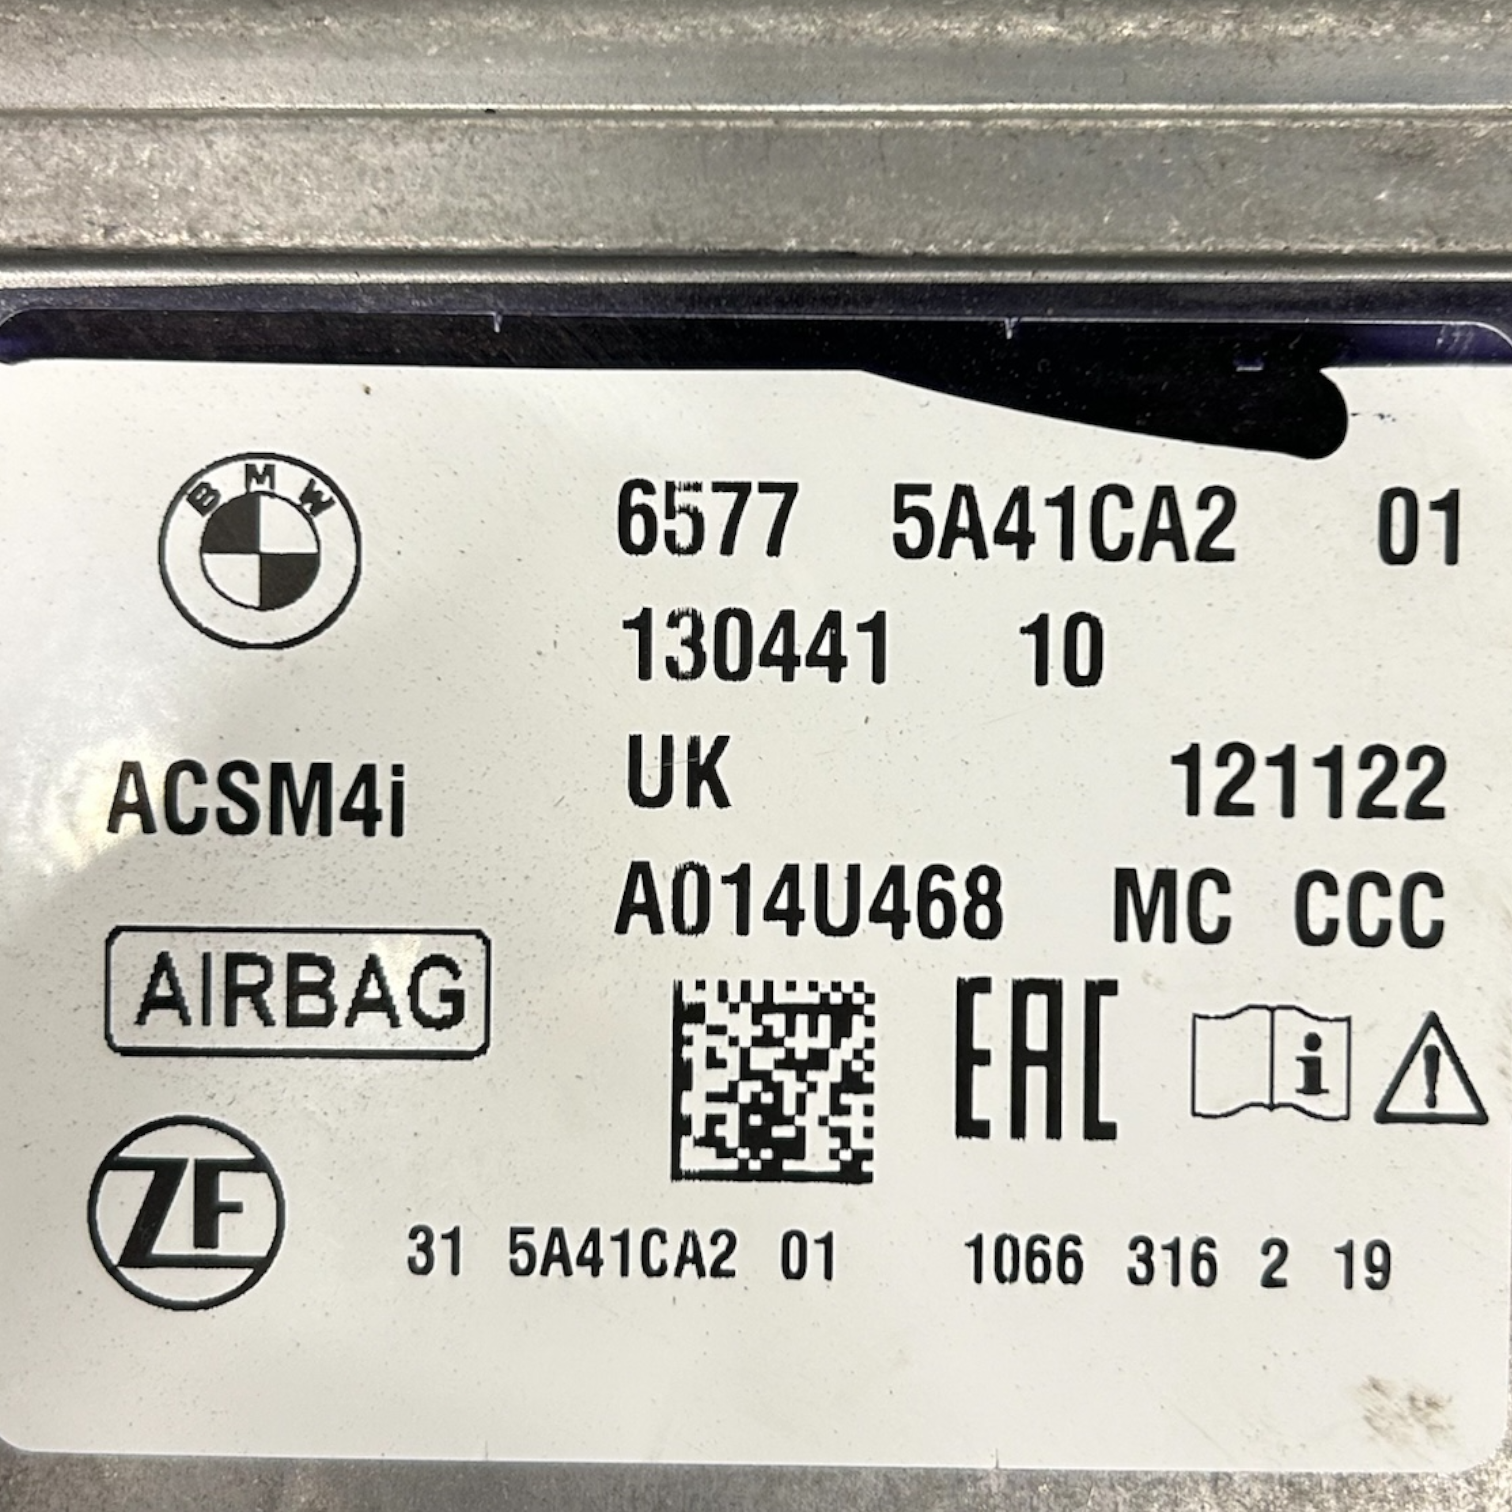 BMW
6577 5A41CA2 01
130441 10
ACSM4i
UK 121122
A014U468 MC CCC
AIRBAG
EAC
i
!
ZF
31 5A41CA2 01 1066 316 2 19